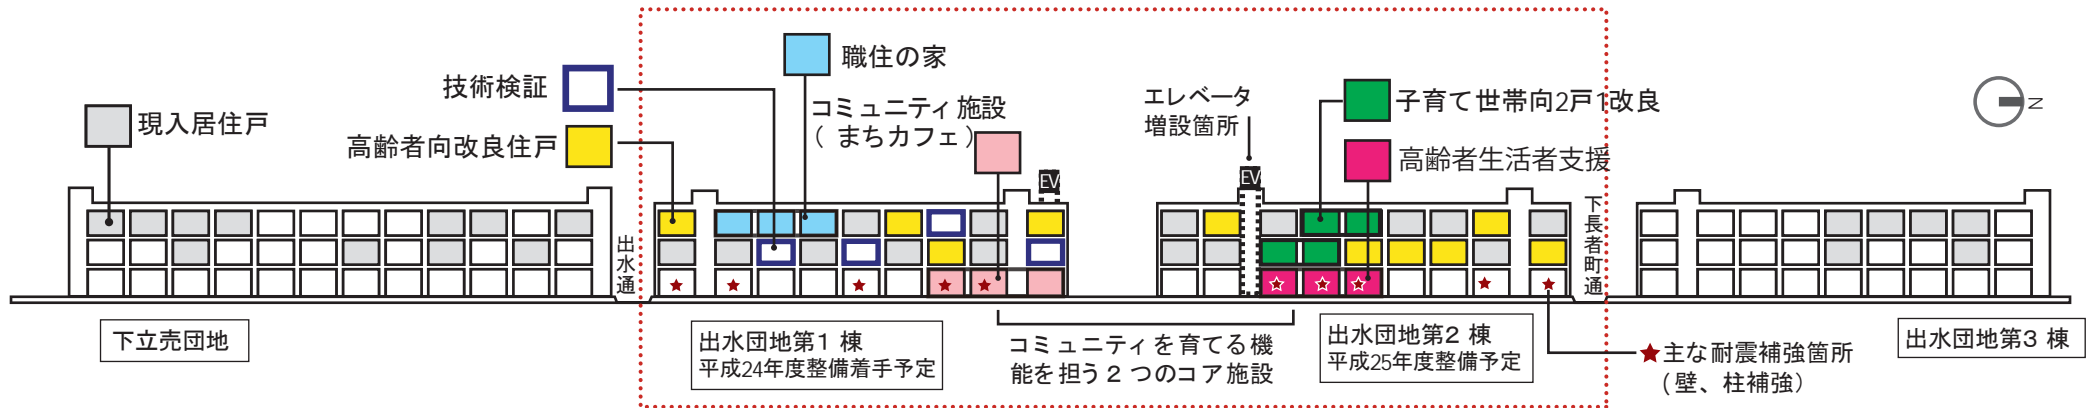 職住の家
技術検証
コミュニティ施設
（まちカフェ）
エレベータ
増設箇所
子育て世帯向2戸1改良
現入居住戸
高齢者向改良住戸
高齢者生活者支援
N
EV
EV
出水通
下長者町通
下立売団地
出水団地第1棟
平成24年度整備着手予定
コミュニティを育てる機
能を担う２つのコア施設
出水団地第2棟
平成25年度整備予定
★主な耐震補強箇所
（壁、柱補強）
出水団地第3棟